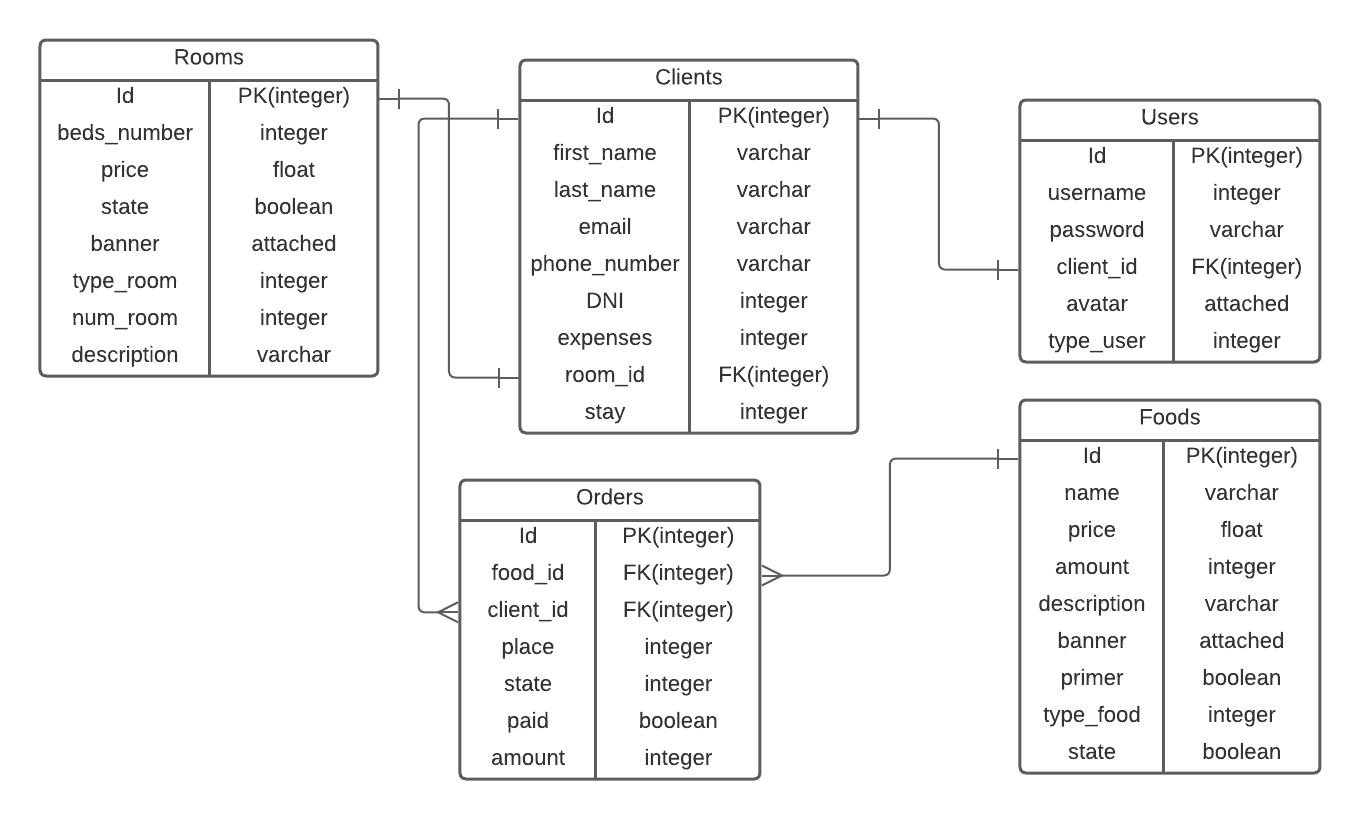 Rooms
Id PK(integer)
beds_number integer
price float
state boolean
banner attached
type_room integer
num_room integer
description varchar
Clients
Id PK(integer)
first_name varchar
last_name varchar
email varchar
phone_number varchar
DNI integer
expenses integer
room_id FK(integer)
stay integer
Users
Id PK(integer)
username integer
password varchar
client_id FK(integer)
avatar attached
type_user integer
Orders
Id PK(integer)
food_id FK(integer)
client_id FK(integer)
place integer
state integer
paid boolean
amount integer
Foods
Id PK(integer)
name varchar
price float
amount integer
description varchar
banner attached
primer boolean
type_food integer
state boolean